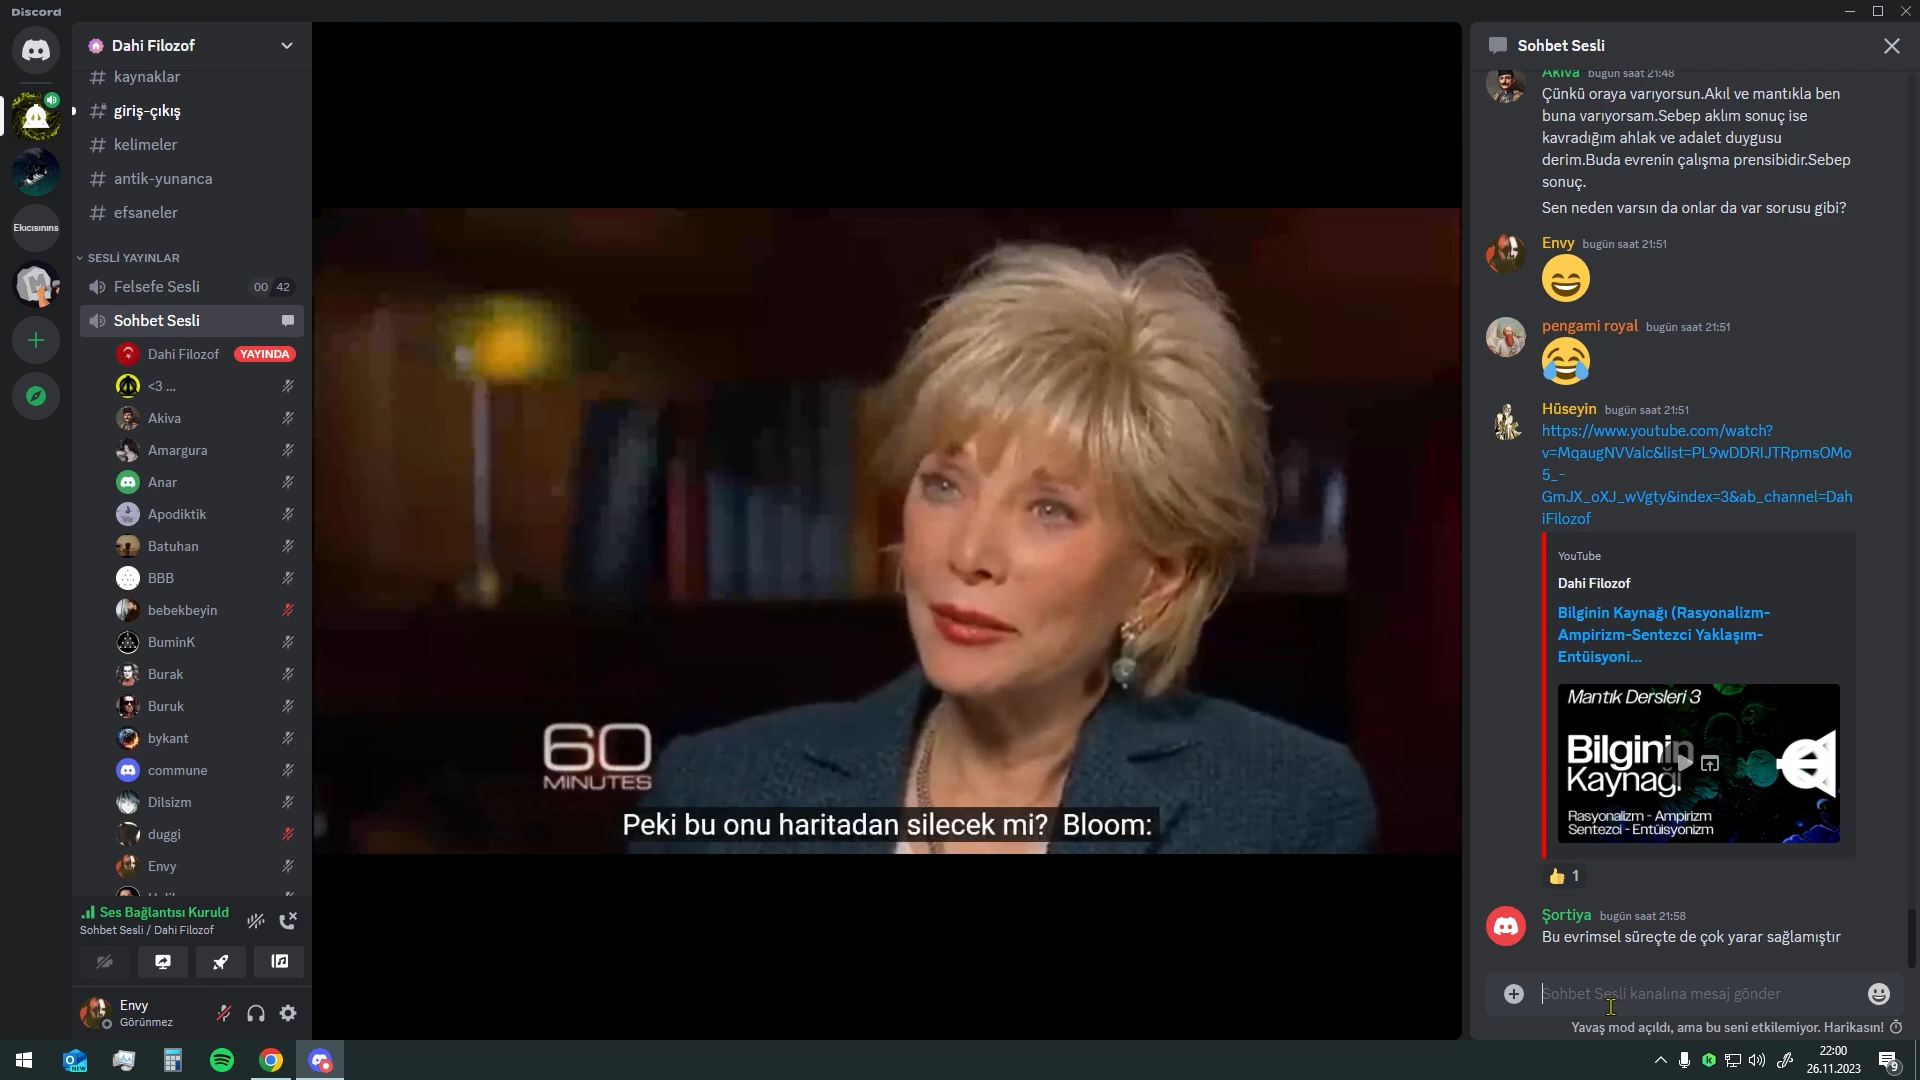 Discord
Dahi Filozof
kaynaklar
giriş-çıkış
kelimeler
antik-yunanca
efsaneler
Ekicisinins
SESLİ YAYINLAR
Felsefe Sesli 00 42
Sohbet Sesli
Dahi Filozof YAYINDA
<3 ...
Akiva
Amargura
Anar
Apodiktik
Batuhan
BBB
bebekbeyin
BuminK
Burak
Buruk
bykant
commune
Dilsizm
duggi
Envy
Ses Bağlantısı Kuruld
Sohbet Sesli / Dahi Filozof
Envy
Görünmez
60
MINUTES
Peki bu onu haritadan silecek mi? Bloom:
Sohbet Sesli
Akiva bugün saat 21:48
Çünkü oraya varıyorsun.Akıl ve mantıkla ben
buna varıyorsam.Sebep aklım sonuç ise
kavradığım ahlak ve adalet duygusu
derim.Buda evrenin çalışma prensibidir.Sebep
sonuç.
Sen neden varsın da onlar da var sorusu gibi?
Envy bugün saat 21:51
pengami royal bugün saat 21:51
Hüseyin bugün saat 21:51
https://www.youtube.com/watch?
v=MqaugNVValc&list=PL9wDDRIJTRpmsOMo
5_-
GmJX_oXJ_wVgty&index=3&ab_channel=Dah
iFilozof
YouTube
Dahi Filozof
Bilginin Kaynağı (Rasyonalizm-
Ampirizm-Sentezci Yaklaşım-
Entüisyoni...
Mantık Dersleri 3
Bilginin
Kaynağı
Rasyonalizm - Ampirizm
Sentezci - Entüisyonizm
1
Şortiya bugün saat 21:58
Bu evrimsel süreçte de çok yarar sağlamıştır
Sohbet Sesli kanalına mesaj gönder
Yavaş mod açıldı, ama bu seni etkilemiyor. Harikasın!
NEW
22:00
26.11.2023
9